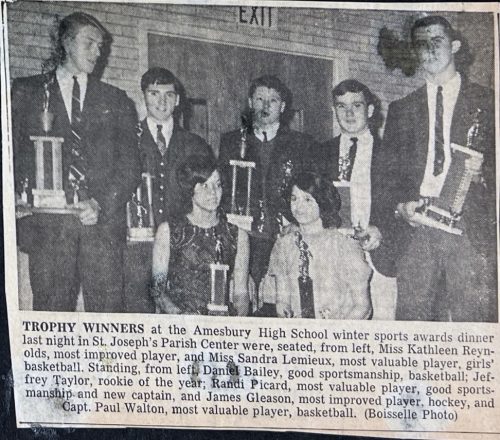 EXIT
TROPHY WINNERS at the Amesbury High School winter sports awards dinner
last night in St. Joseph's Parish Center were, seated, from left, Miss Kathleen Reyn-
olds, most improved player, and Miss Sandra Lemieux, most valuable player, girls'
basketball. Standing, from left, Daniel Bailey, good sportsmanship, basketball; Jef-
frey Taylor, rookie of the year; Randi Picard, most valuable player, good sports-
manship and new captain, and James Gleason, most improved player, hockey, and
Capt. Paul Walton, most valuable player, basketball. (Boisselle Photo)